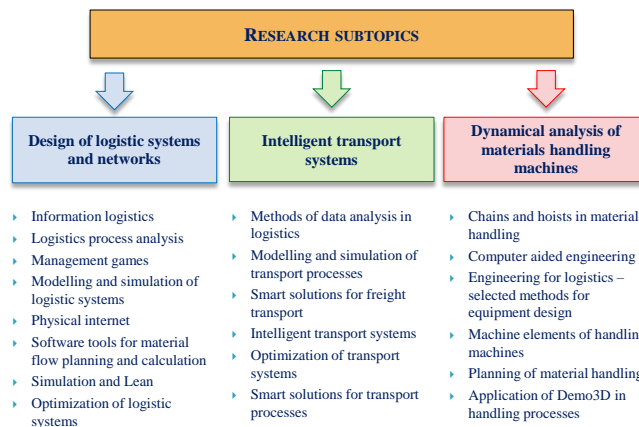 RESEARCH SUBTOPICS
Design of logistic systems
and networks
Information logistics
Logistics process analysis
Management games
Modelling and simulation of
logistic systems
Physical internet
Software tools for material
flow planning and calculation
Simulation and Lean
Optimization of logistic
systems
Intelligent transport
systems
Methods of data analysis in
logistics
Modelling and simulation of
transport processes
Smart solutions for freight
transport
Intelligent transport systems
Optimization of transport
systems
Smart solutions for transport
processes
Dynamical analysis of
materials handling
machines
Chains and hoists in material
handling
Computer aided engineering
Engineering for logistics –
selected methods for
equipment design
Machine elements of handling
machines
Planning of material handling
Application of Demo3D in
handling processes